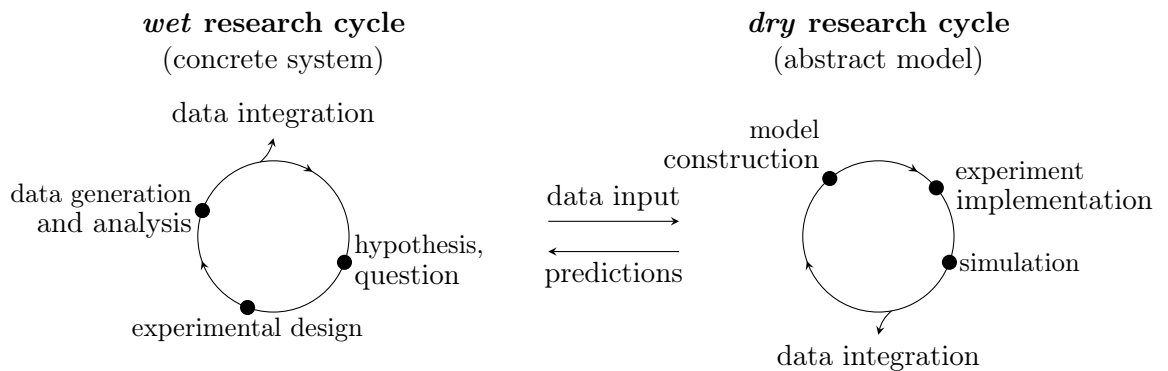 wet research cycle
(concrete system)
data integration
data generation
and analysis
hypothesis,
question
experimental design
data input
predictions
dry research cycle
(abstract model)
model
construction
experiment
implementation
simulation
data integration